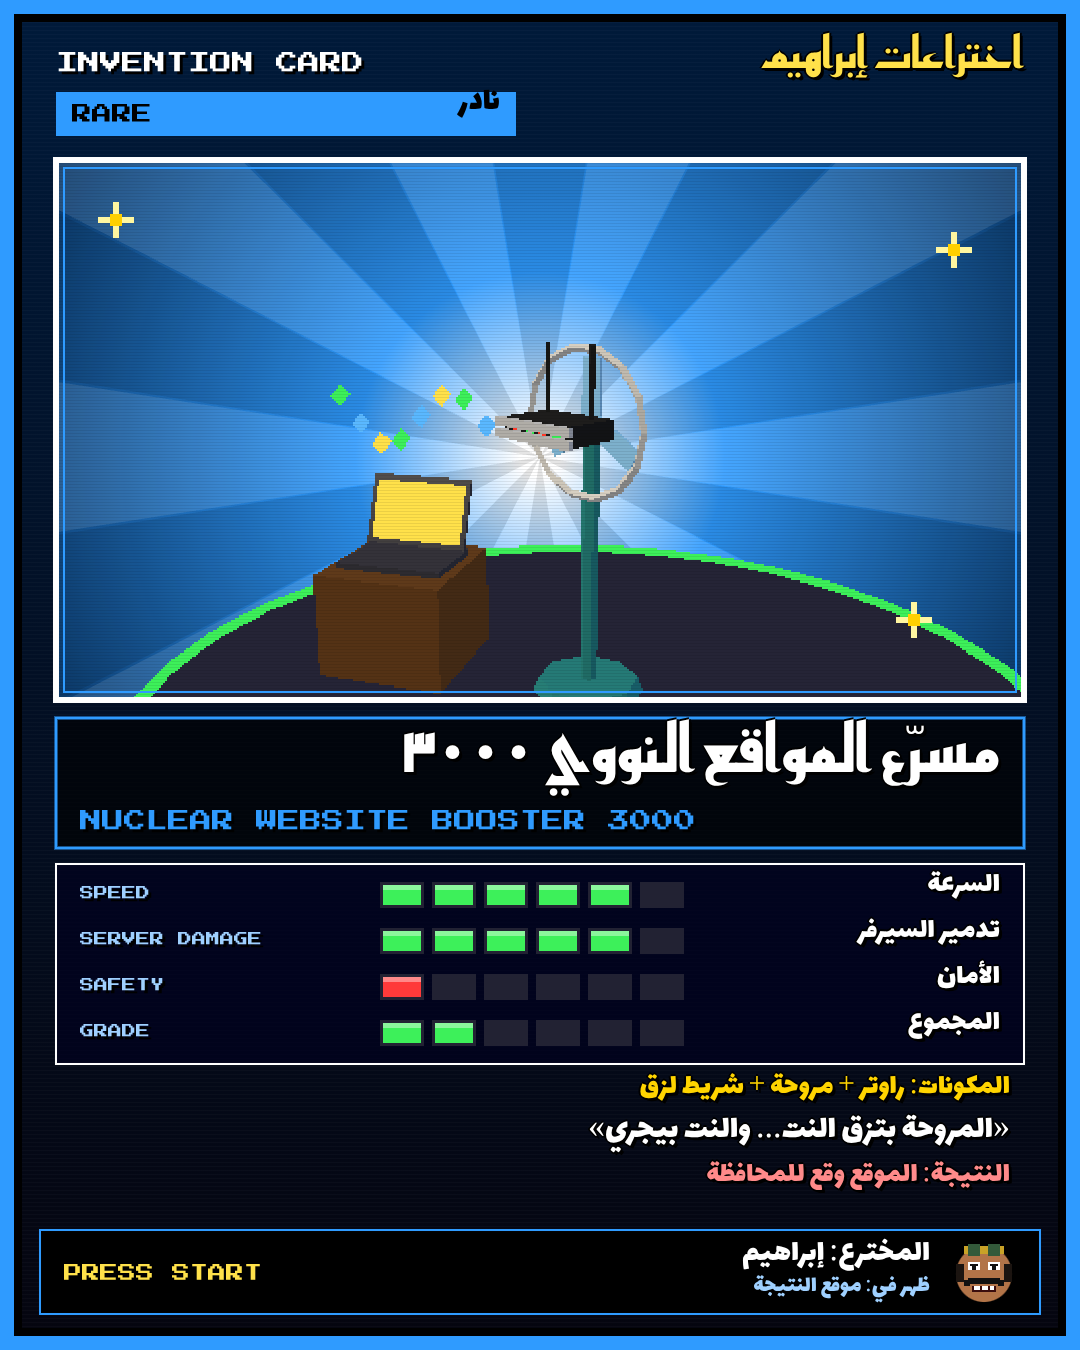 INVENTION CARD
اختراعات إبراهيم
RARE
نادر
مسرّع المواقع النووي ٣٠٠٠
NUCLEAR WEBSITE BOOSTER 3000
SPEED
السرعة
SERVER DAMAGE
تدمير السيرفر
SAFETY
الأمان
GRADE
المجموع
المكونات: راوتر + مروحة + شريط لزق
«المروحة بتزق النت... والنت بيجري»
النتيجة: الموقع وقع للمحافظة
PRESS START
المخترع: إبراهيم
ظهر في: موقع النتيجة